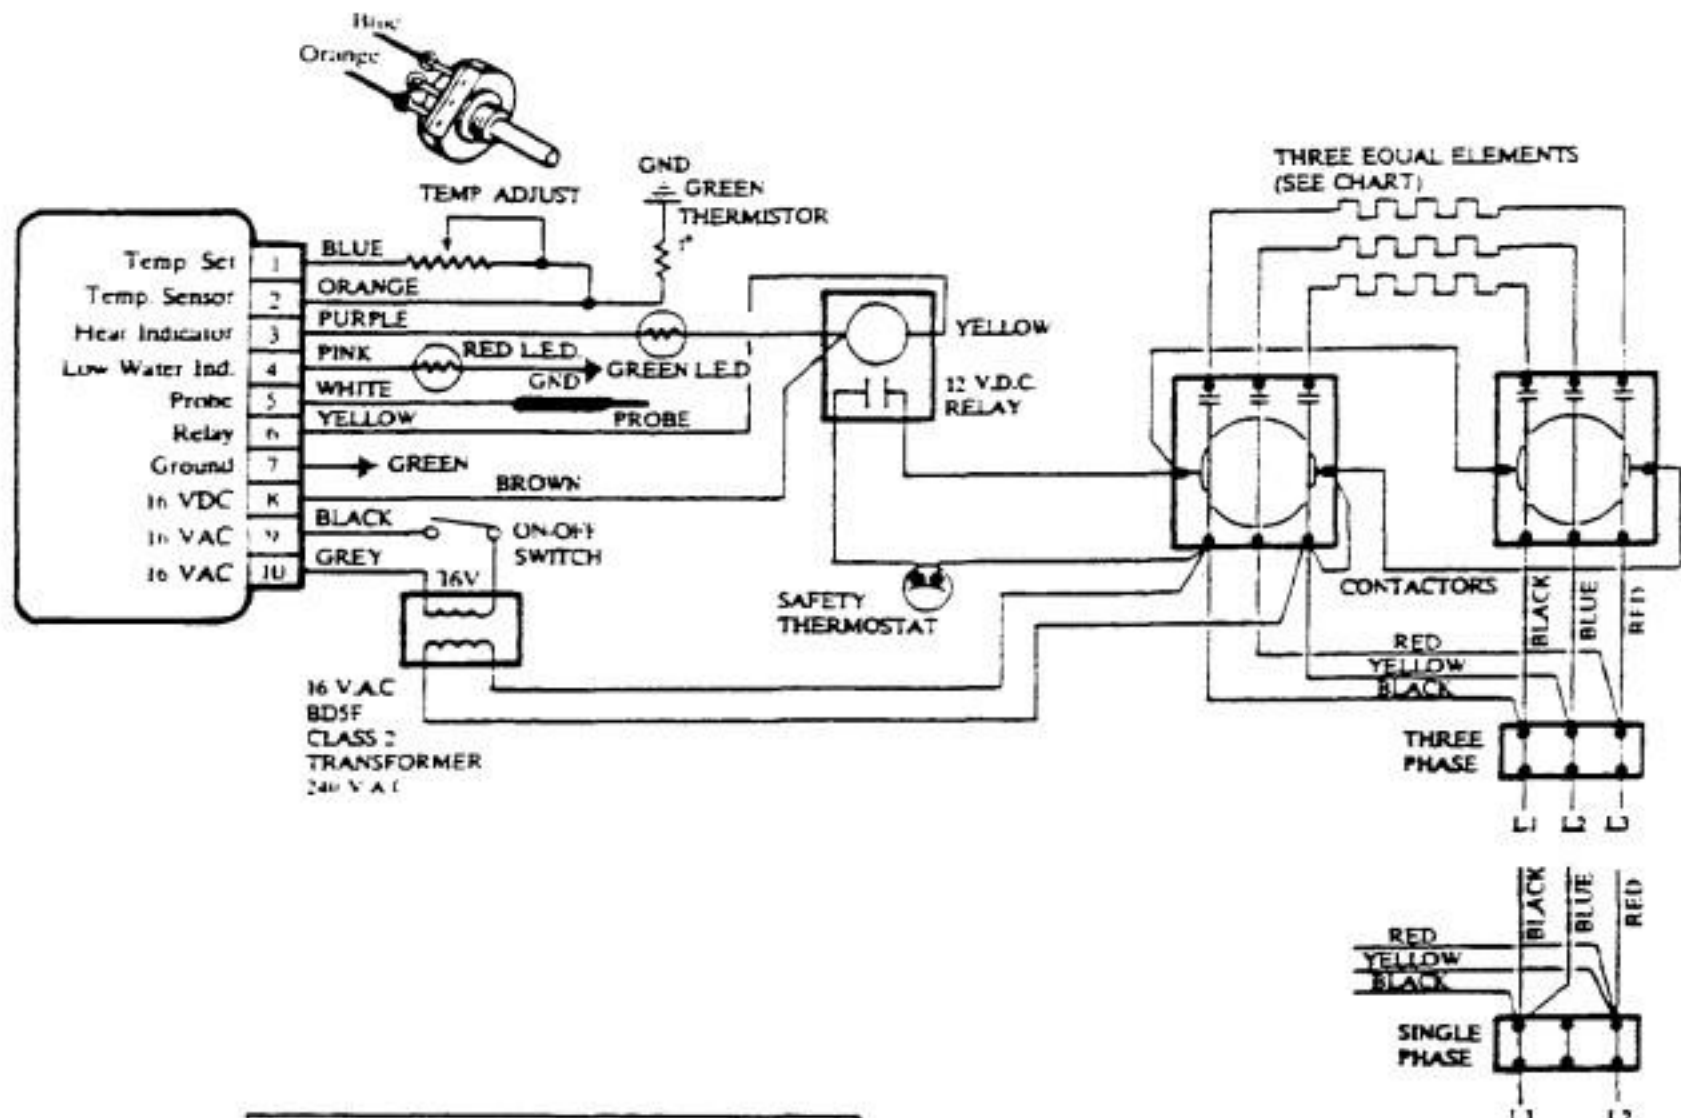 Blue
Orange
TEMP ADJUST
GND
GREEN
THERMISTOR
THREE EQUAL ELEMENTS
(SEE CHART)
Temp Set 1 BLUE
Temp. Sensor 2 ORANGE
Heat Indicator 3 PURPLE
Low Water Ind. 4 PINK
RED L.E.D.
GREEN L.E.D
GND
Probe 5 WHITE
PROBE
Relay 6 YELLOW
Ground 7 GREEN
16 VDC 8 BROWN
16 VAC 9 BLACK
ON-OFF
SWITCH
16 VAC 10 GREY
16V
YELLOW
12 V.D.C.
RELAY
SAFETY
THERMOSTAT
CONTACTORS
BLACK
BLUE
RED
RED
YELLOW
BLACK
16 V.A.C
BD5F
CLASS 2
TRANSFORMER
240 V.A.C
THREE
PHASE
L1 L2 L3
BLACK
BLUE
RED
RED
YELLOW
BLACK
SINGLE
PHASE